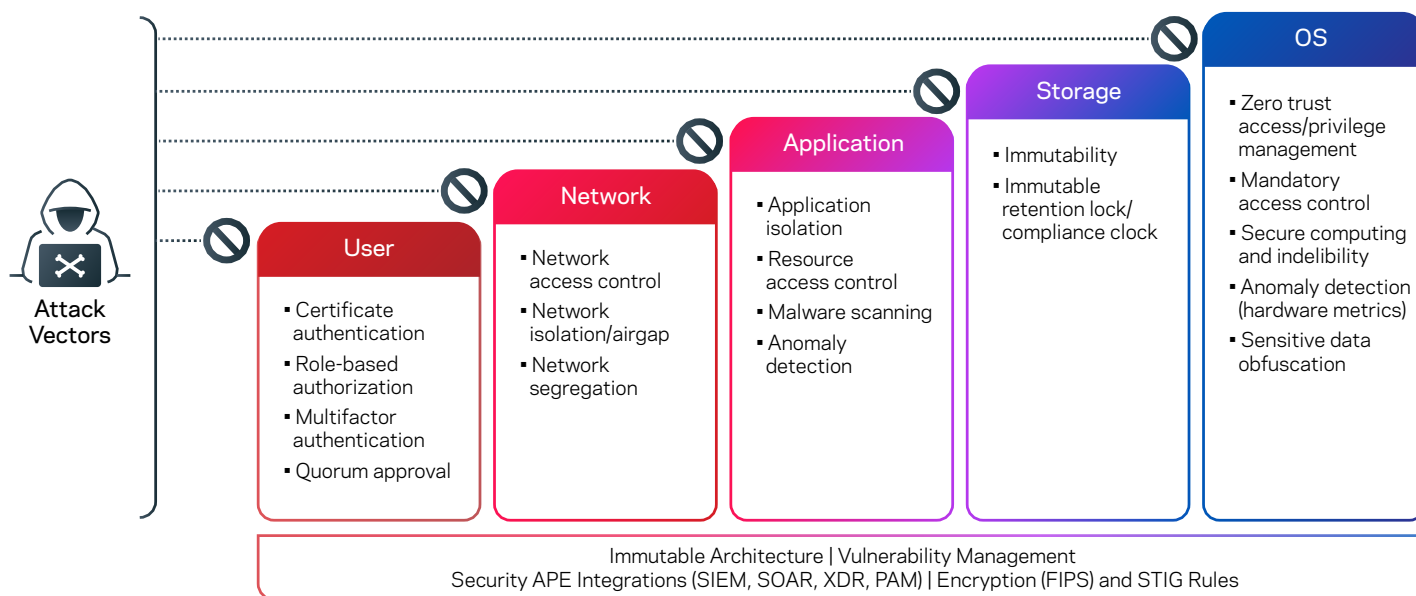 Attack
Vectors
User
▪ Certificate
authentication
▪ Role-based
authorization
▪ Multifactor
authentication
▪ Quorum approval
Network
▪ Network
access control
▪ Network
isolation/airgap
▪ Network
segregation
Application
▪ Application
isolation
▪ Resource
access control
▪ Malware scanning
▪ Anomaly
detection
Storage
▪ Immutability
▪ Immutable
retention lock/
compliance clock
OS
▪ Zero trust
access/privilege
management
▪ Mandatory
access control
▪ Secure computing
and indelibility
▪ Anomaly detection
(hardware metrics)
▪ Sensitive data
obfuscation
Immutable Architecture | Vulnerability Management
Security APE Integrations (SIEM, SOAR, XDR, PAM) | Encryption (FIPS) and STIG Rules